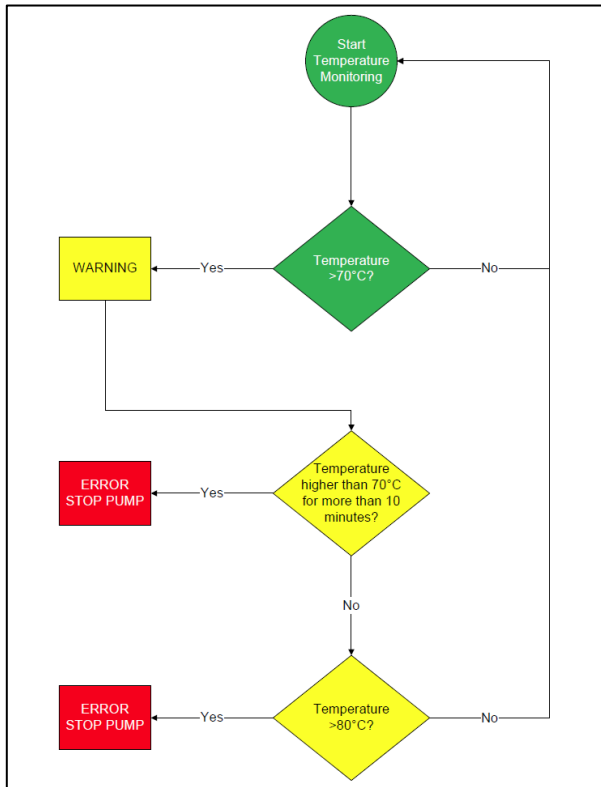 Start
Temperature
Monitoring
WARNING
Yes
Temperature
>70°C?
No
ERROR
STOP PUMP
Yes
Temperature
higher than 70°C
for more than 10
minutes?
No
ERROR
STOP PUMP
Yes
Temperature
>80°C?
No